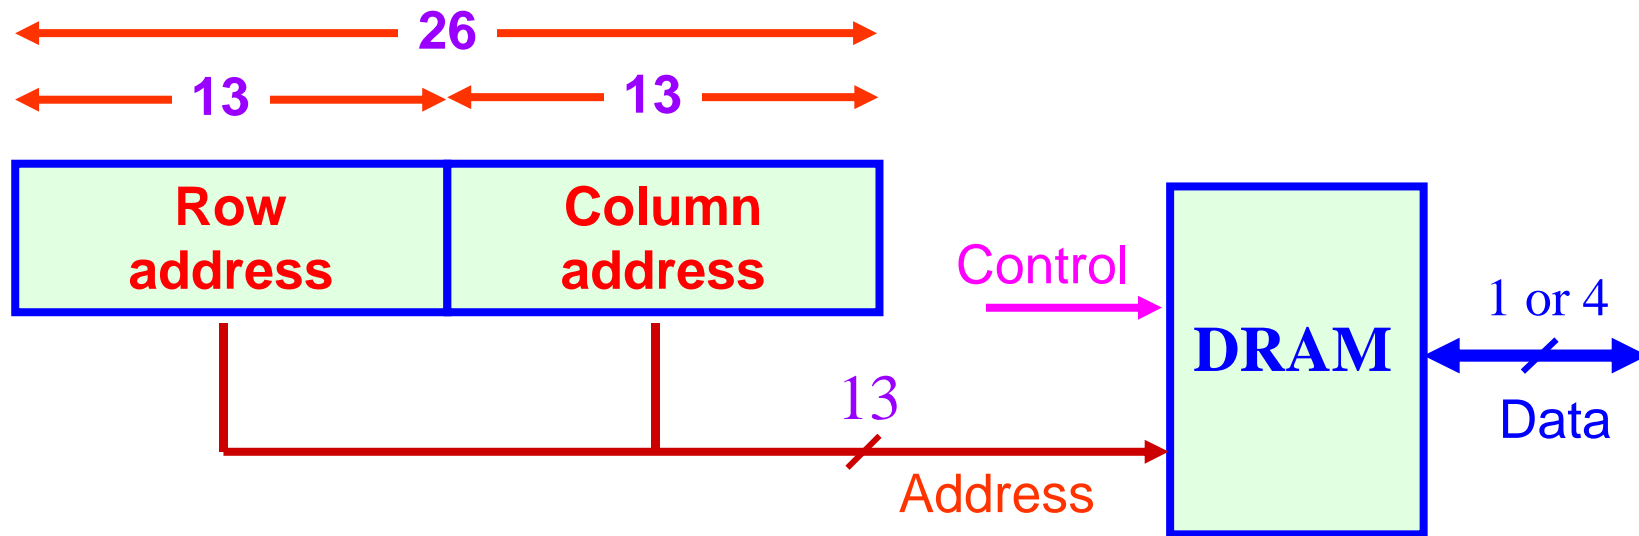 26
13
13
Row
address
Column
address
Control
DRAM
1 or 4
Data
13
Address